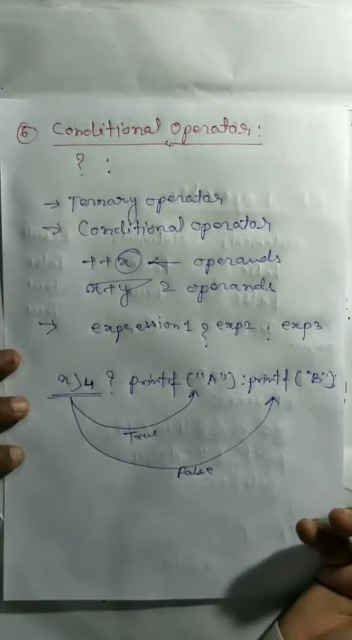 ⑥ Conditional operator:
? :
→ Ternary operator
→ Conditional operator
++x ← operands
x+y 2 operands
→ expression1 ? exp2 : exp3
x>4 ? printf ("A") : printf ("B");
True
False